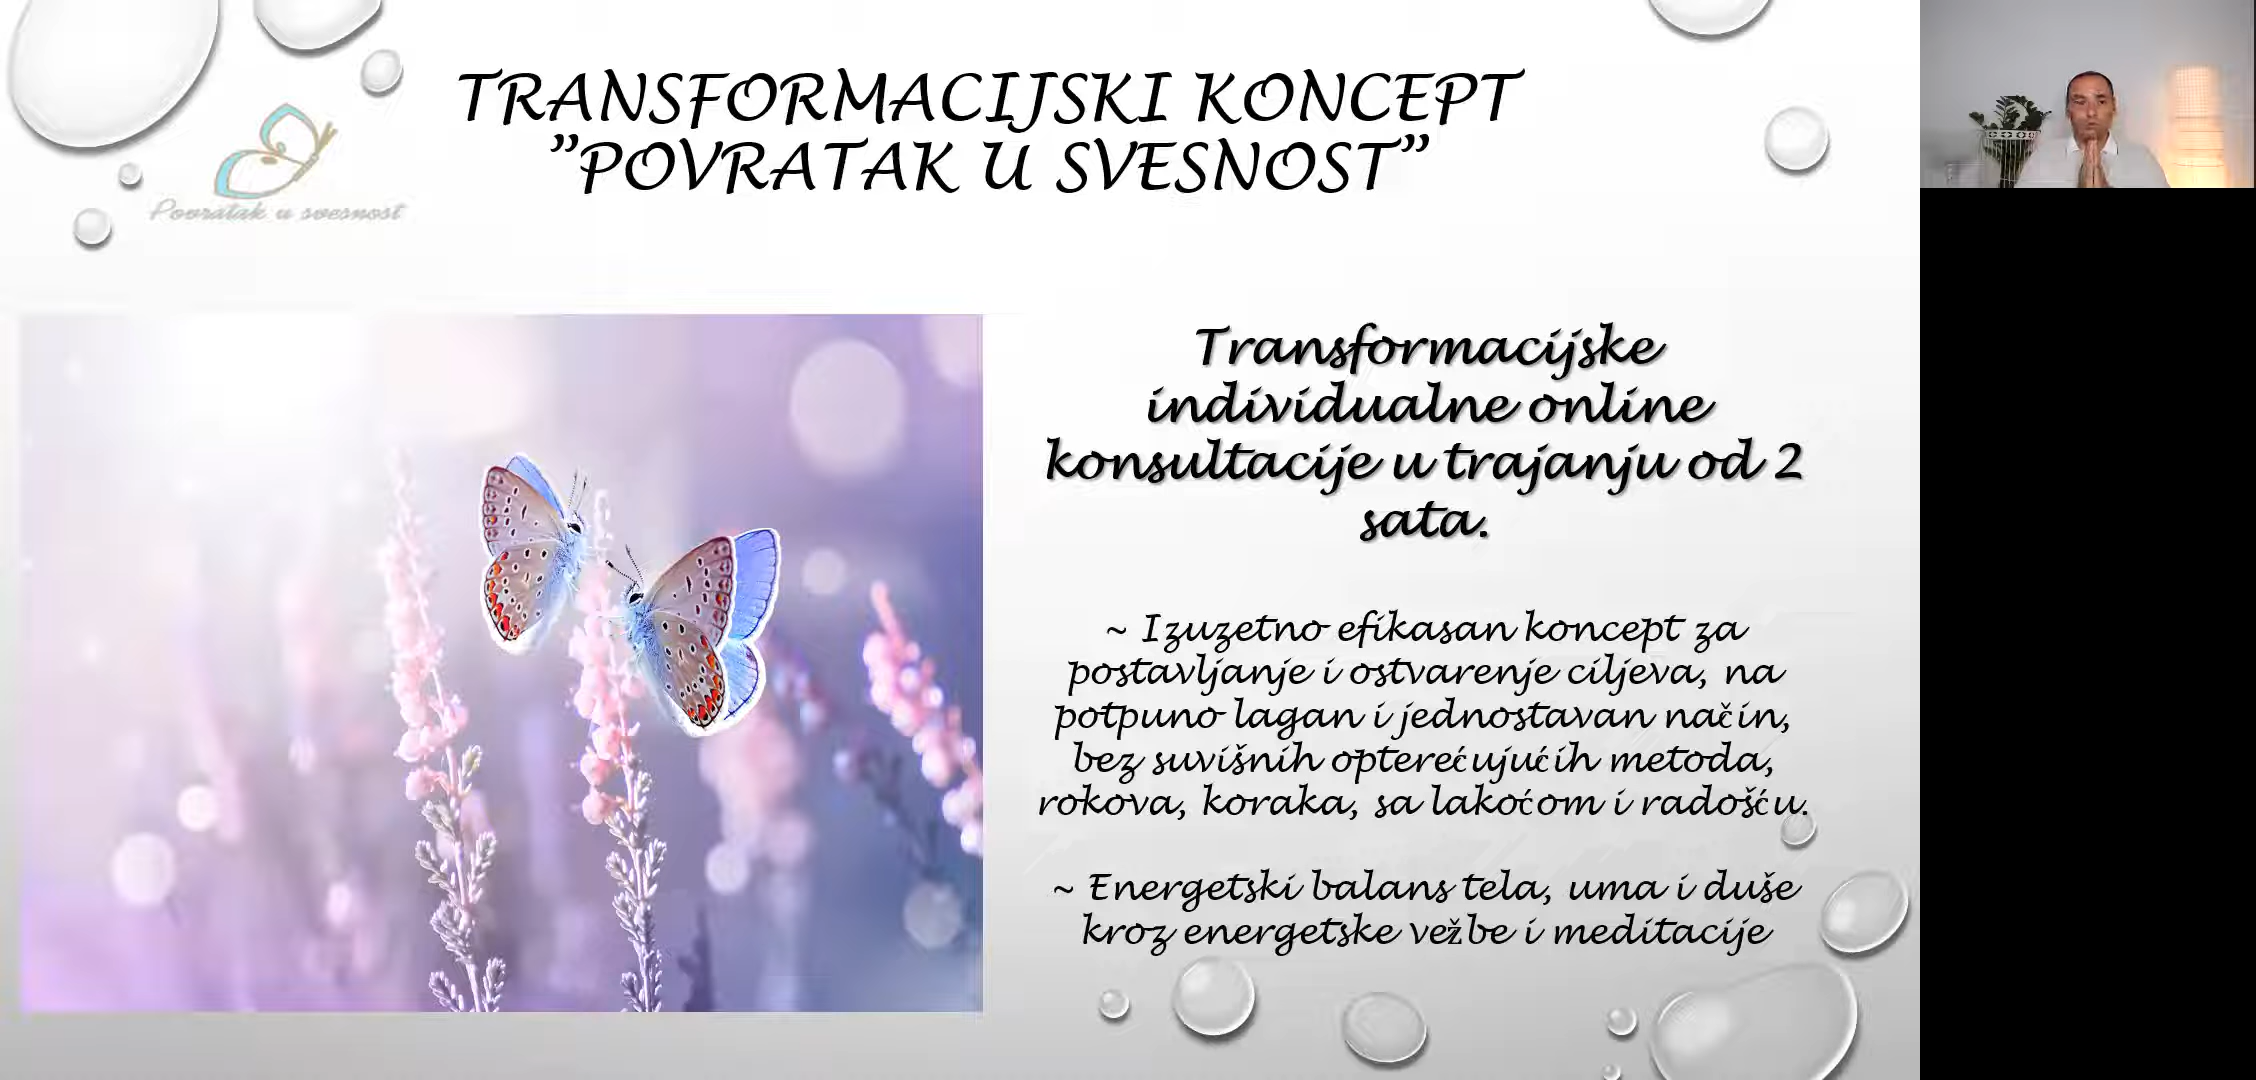 TRANSFORMACIJSKI KONCEPT
”POVRATAK U SVESNOST”
Povratak u svesnost
Transformacijske
individualne online
konsultacije u trajanju od 2
sata.
~ Izuzetno efikasan koncept za
postavljanje i ostvarenje ciljeva, na
potpuno lagan i jednostavan način,
bez suvišnih opterećujućih metoda,
rokova, koraka, sa lakoćom i radošću.
~ Energetski balans tela, uma i duše
kroz energetske vežbe i meditacije